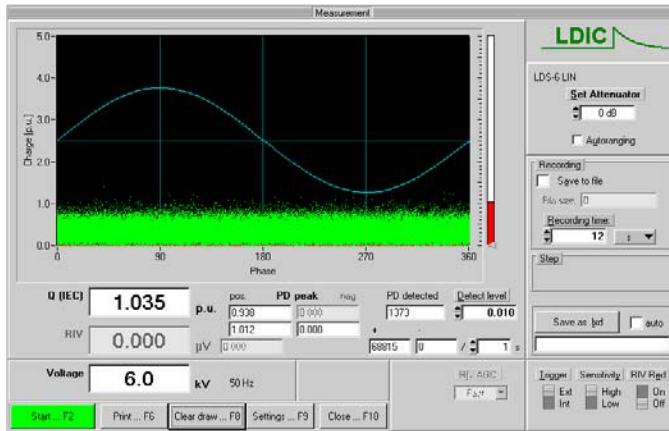 Measurement
5.0
4.0
3.0
2.0
1.0
0.0
Charge [p.u.]
0 90 180 270 360
Phase
LDIC
LDS-6 LIN
Set Attenuator
0 dB
Autoranging
Recording
Save to file
File size: 0
Recording time:
12 s
Step
Save as .lxd auto
Q (IEC) 1.035 p.u.
RIV 0.000 µV
pos. PD peak neg
0.938 0.000
1.012 0.000
0.000
PD detected Detect level
1373 0.010
+ -
68815 0 / 1 s
Voltage 6.0 kV 50 Hz
RIV AGC
Fast
Trigger Sensitivity RIV Red
Ext High On
Int Low Off
Start ... F2 Print ... F6 Clear draw ... F8 Settings ... F9 Close ... F10